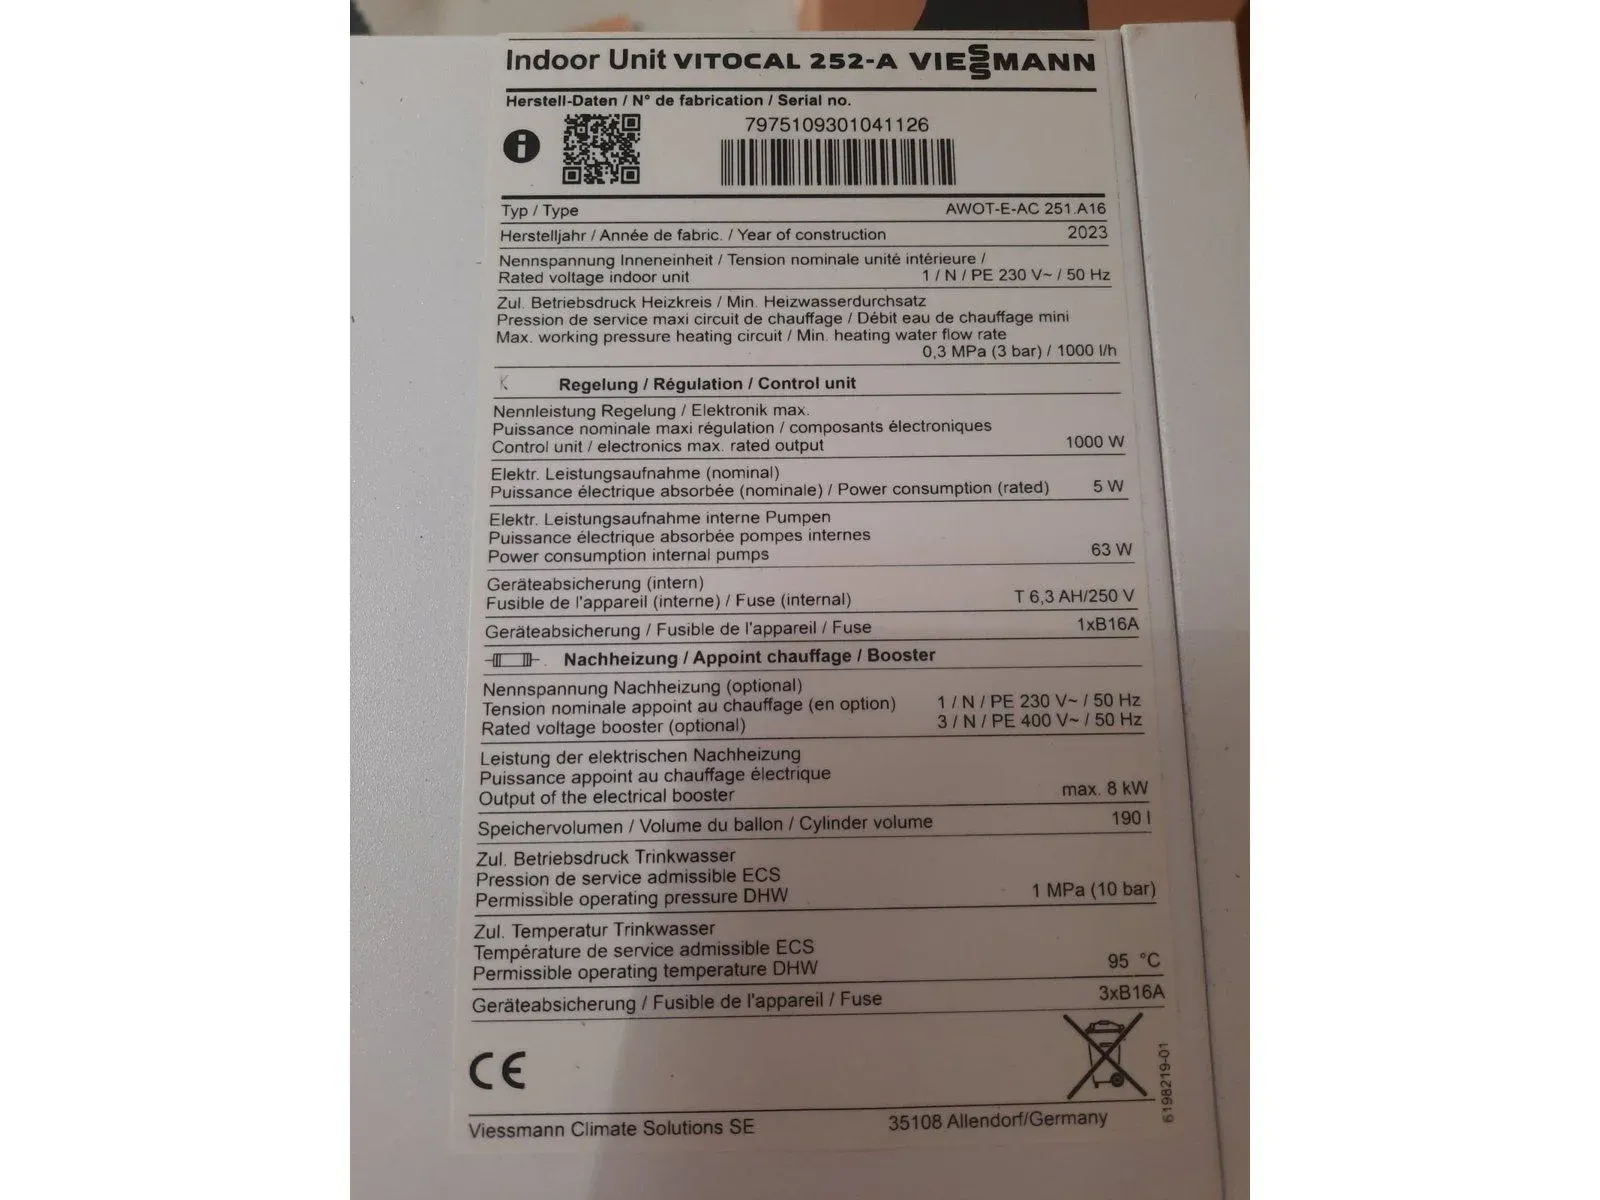 Indoor Unit VITOCAL 252-A VIESSMANN
Herstell-Daten / N° de fabrication / Serial no.
7975109301041126
Typ / Type AWOT-E-AC 251.A16
Herstelljahr / Année de fabric. / Year of construction 2023
Nennspannung Inneneinheit / Tension nominale unité intérieure /
Rated voltage indoor unit 1 / N / PE 230 V~ / 50 Hz
Zul. Betriebsdruck Heizkreis / Min. Heizwasserdurchsatz
Pression de service maxi circuit de chauffage / Débit eau de chauffage mini
Max. working pressure heating circuit / Min. heating water flow rate
0,3 MPa (3 bar) / 1000 l/h
Regelung / Régulation / Control unit
Nennleistung Regelung / Elektronik max.
Puissance nominale maxi régulation / composants électroniques
Control unit / electronics max. rated output 1000 W
Elektr. Leistungsaufnahme (nominal)
Puissance électrique absorbée (nominale) / Power consumption (rated) 5 W
Elektr. Leistungsaufnahme interne Pumpen
Puissance électrique absorbée pompes internes
Power consumption internal pumps 63 W
Geräteabsicherung (intern)
Fusible de l'appareil (interne) / Fuse (internal) T 6,3 AH/250 V
Geräteabsicherung / Fusible de l'appareil / Fuse 1xB16A
Nachheizung / Appoint chauffage / Booster
Nennspannung Nachheizung (optional)
Tension nominale appoint au chauffage (en option) 1 / N / PE 230 V~ / 50 Hz
Rated voltage booster (optional) 3 / N / PE 400 V~ / 50 Hz
Leistung der elektrischen Nachheizung
Puissance appoint au chauffage électrique
Output of the electrical booster max. 8 kW
Speichervolumen / Volume du ballon / Cylinder volume 190 l
Zul. Betriebsdruck Trinkwasser
Pression de service admissible ECS
Permissible operating pressure DHW 1 MPa (10 bar)
Zul. Temperatur Trinkwasser
Température de service admissible ECS
Permissible operating temperature DHW 95 °C
Geräteabsicherung / Fusible de l'appareil / Fuse 3xB16A
CE
6198219-01
Viessmann Climate Solutions SE 35108 Allendorf/Germany